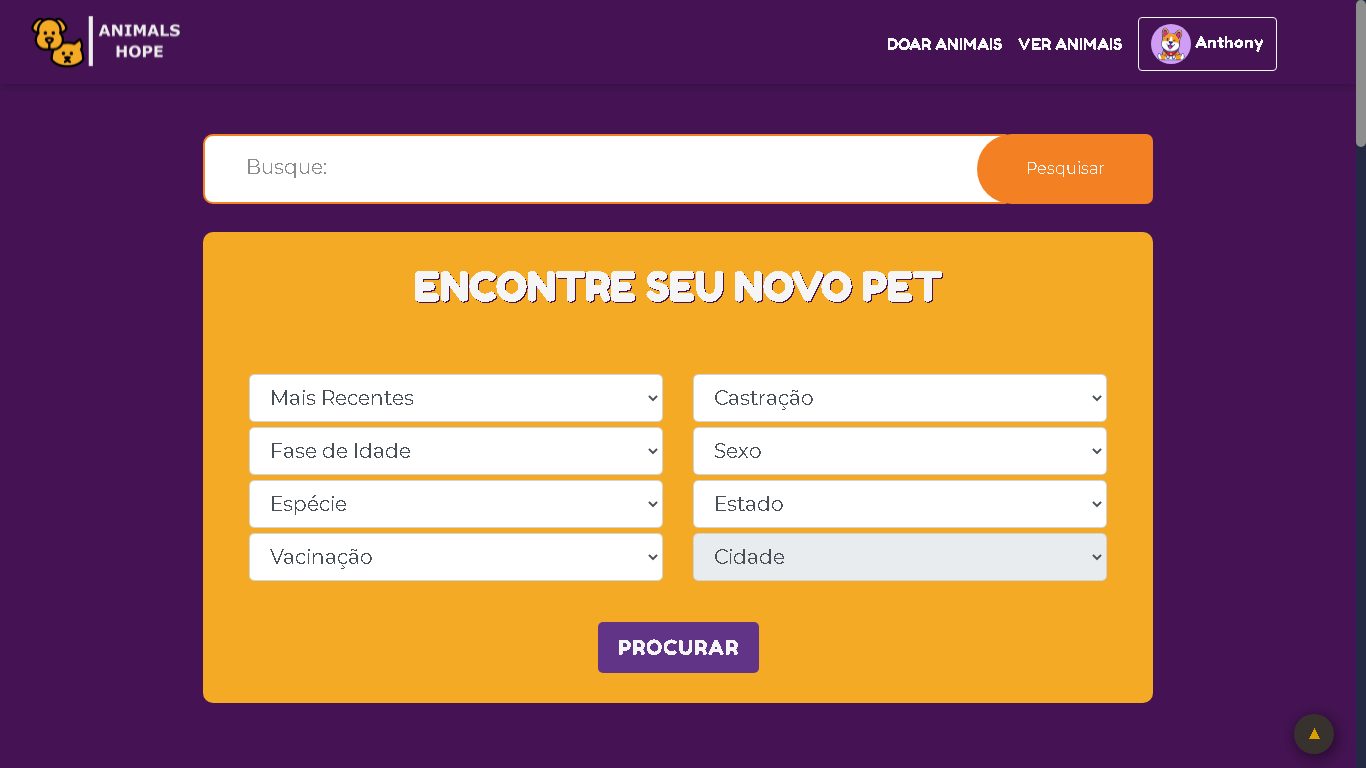 ANIMALS
HOPE
DOAR ANIMAIS
VER ANIMAIS
Anthony
Busque:
Pesquisar
ENCONTRE SEU NOVO PET
Mais Recentes
Castração
Fase de Idade
Sexo
Espécie
Estado
Vacinação
Cidade
PROCURAR